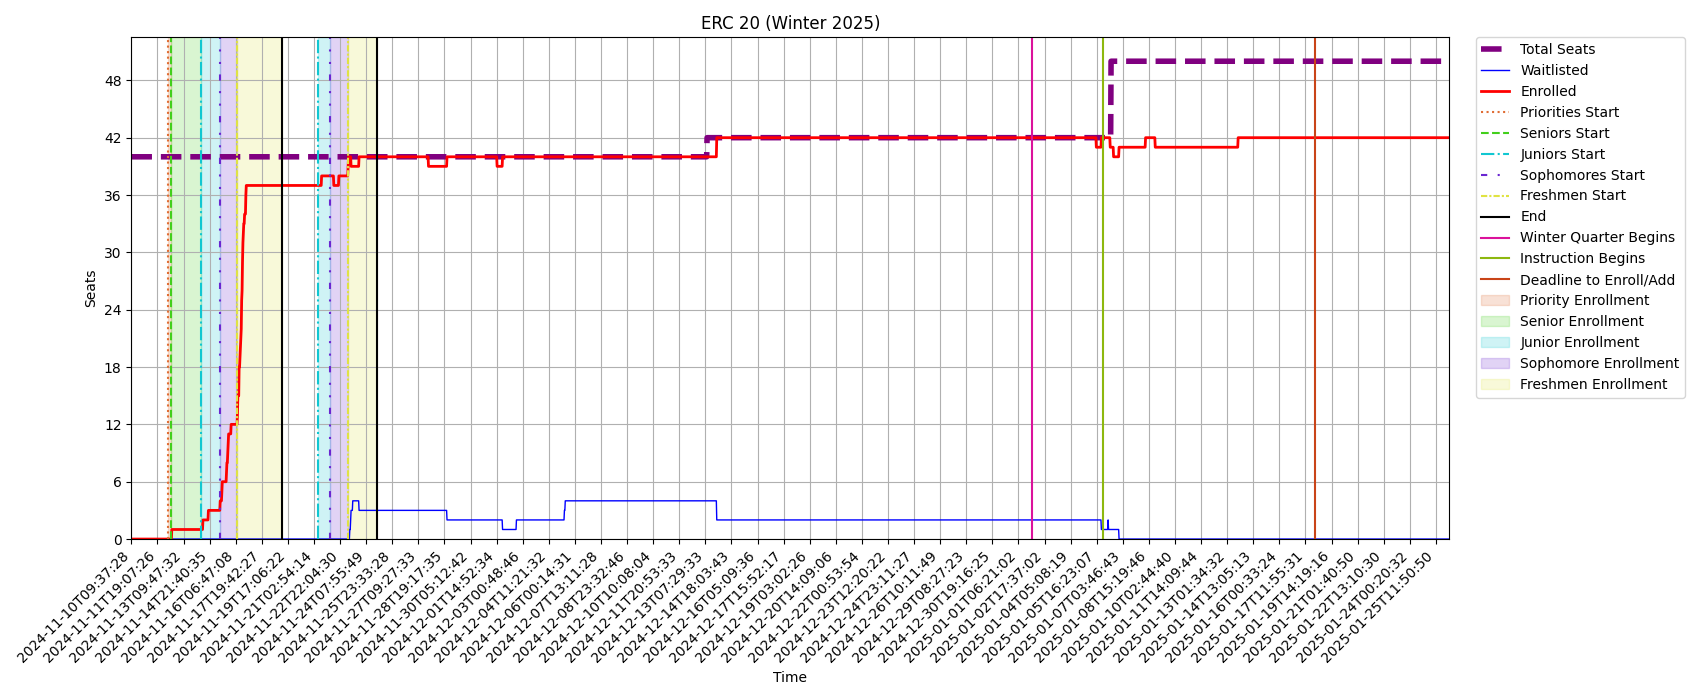 ERC 20 (Winter 2025)
Seats
48
42
36
30
24
18
12
6
0
2024-11-10T09:37:28
2024-11-11T19:07:26
2024-11-13T09:47:32
2024-11-14T21:40:35
2024-11-16T06:47:08
2024-11-17T19:42:27
2024-11-19T17:06:22
2024-11-21T02:54:14
2024-11-22T22:04:30
2024-11-24T07:55:49
2024-11-25T23:33:28
2024-11-27T09:27:33
2024-11-28T19:17:35
2024-11-30T05:12:42
2024-12-01T14:52:34
2024-12-03T00:48:46
2024-12-04T11:21:32
2024-12-06T00:14:31
2024-12-07T13:11:28
2024-12-08T23:32:46
2024-12-10T10:08:04
2024-12-11T20:53:33
2024-12-13T07:29:33
2024-12-14T18:03:43
2024-12-16T05:09:36
2024-12-17T15:52:17
2024-12-19T03:02:26
2024-12-20T14:09:06
2024-12-22T00:53:54
2024-12-23T12:20:22
2024-12-24T23:11:27
2024-12-26T10:11:49
2024-12-29T08:27:23
2024-12-30T19:16:25
2025-01-01T06:21:02
2025-01-02T17:37:02
2025-01-04T05:08:19
2025-01-05T16:23:07
2025-01-07T03:46:43
2025-01-08T15:19:46
2025-01-10T02:44:40
2025-01-11T14:09:44
2025-01-13T01:34:32
2025-01-14T13:05:13
2025-01-16T00:33:24
2025-01-17T11:55:31
2025-01-19T14:19:16
2025-01-21T01:40:50
2025-01-22T13:10:30
2025-01-24T00:20:32
2025-01-25T11:50:50
Time
Total Seats
Waitlisted
Enrolled
Priorities Start
Seniors Start
Juniors Start
Sophomores Start
Freshmen Start
End
Winter Quarter Begins
Instruction Begins
Deadline to Enroll/Add
Priority Enrollment
Senior Enrollment
Junior Enrollment
Sophomore Enrollment
Freshmen Enrollment